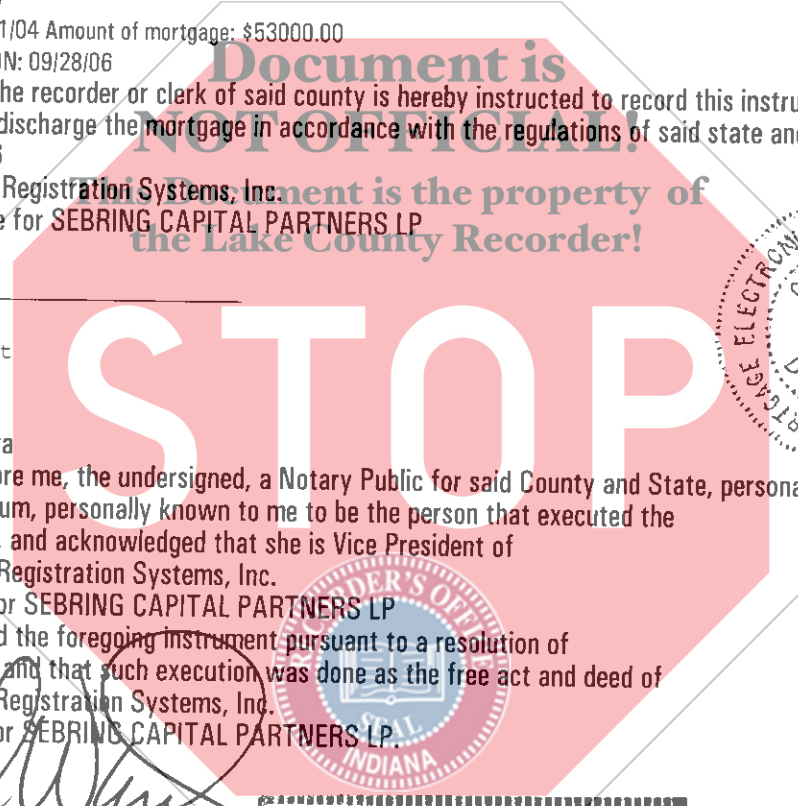 1/04 Amount of mortgage: $53000.00
N: 09/28/06
Document is
he recorder or clerk of said county is hereby instructed to record this instru
discharge the mortgage in accordance with the regulations of said state and
NOT OFFICIAL!
Registration Systems, Inc.
This Document is the property of
e for SEBRING CAPITAL PARTNERS LP
the Lake County Recorder!
STOP
t
a
re me, the undersigned, a Notary Public for said County and State, persona
um, personally known to me to be the person that executed the
, and acknowledged that she is Vice President of
Registration Systems, Inc.
or SEBRING CAPITAL PARTNERS LP
d the foregoing instrument pursuant to a resolution of
and that such execution was done as the free act and deed of
Registration Systems, Inc.
or SEBRING CAPITAL PARTNERS LP.
RECORDER'S OFFICE
SEAL
INDIANA
RTGAGE ELECTRONI